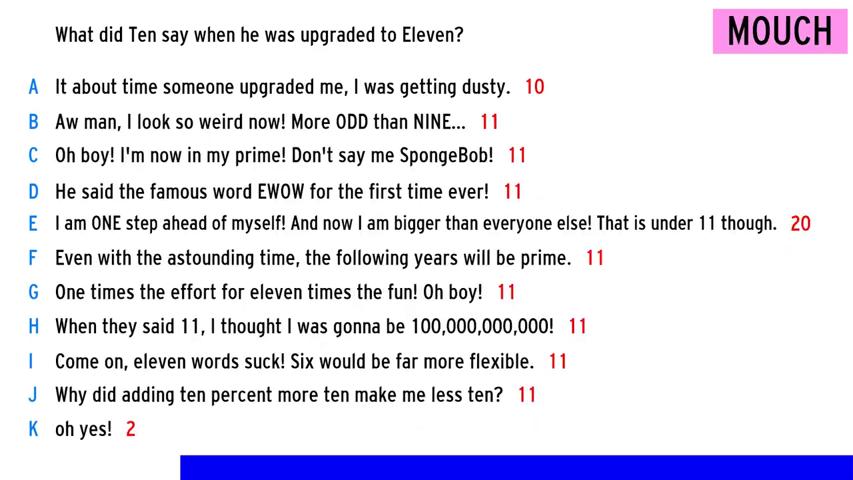 What did Ten say when he was upgraded to Eleven?
MOUCH
A It about time someone upgraded me, I was getting dusty. 10
B Aw man, I look so weird now! More ODD than NINE... 11
C Oh boy! I'm now in my prime! Don't say me SpongeBob! 11
D He said the famous word EWOW for the first time ever! 11
E I am ONE step ahead of myself! And now I am bigger than everyone else! That is under 11 though. 20
F Even with the astounding time, the following years will be prime. 11
G One times the effort for eleven times the fun! Oh boy! 11
H When they said 11, I thought I was gonna be 100,000,000,000! 11
I Come on, eleven words suck! Six would be far more flexible. 11
J Why did adding ten percent more ten make me less ten? 11
K oh yes! 2